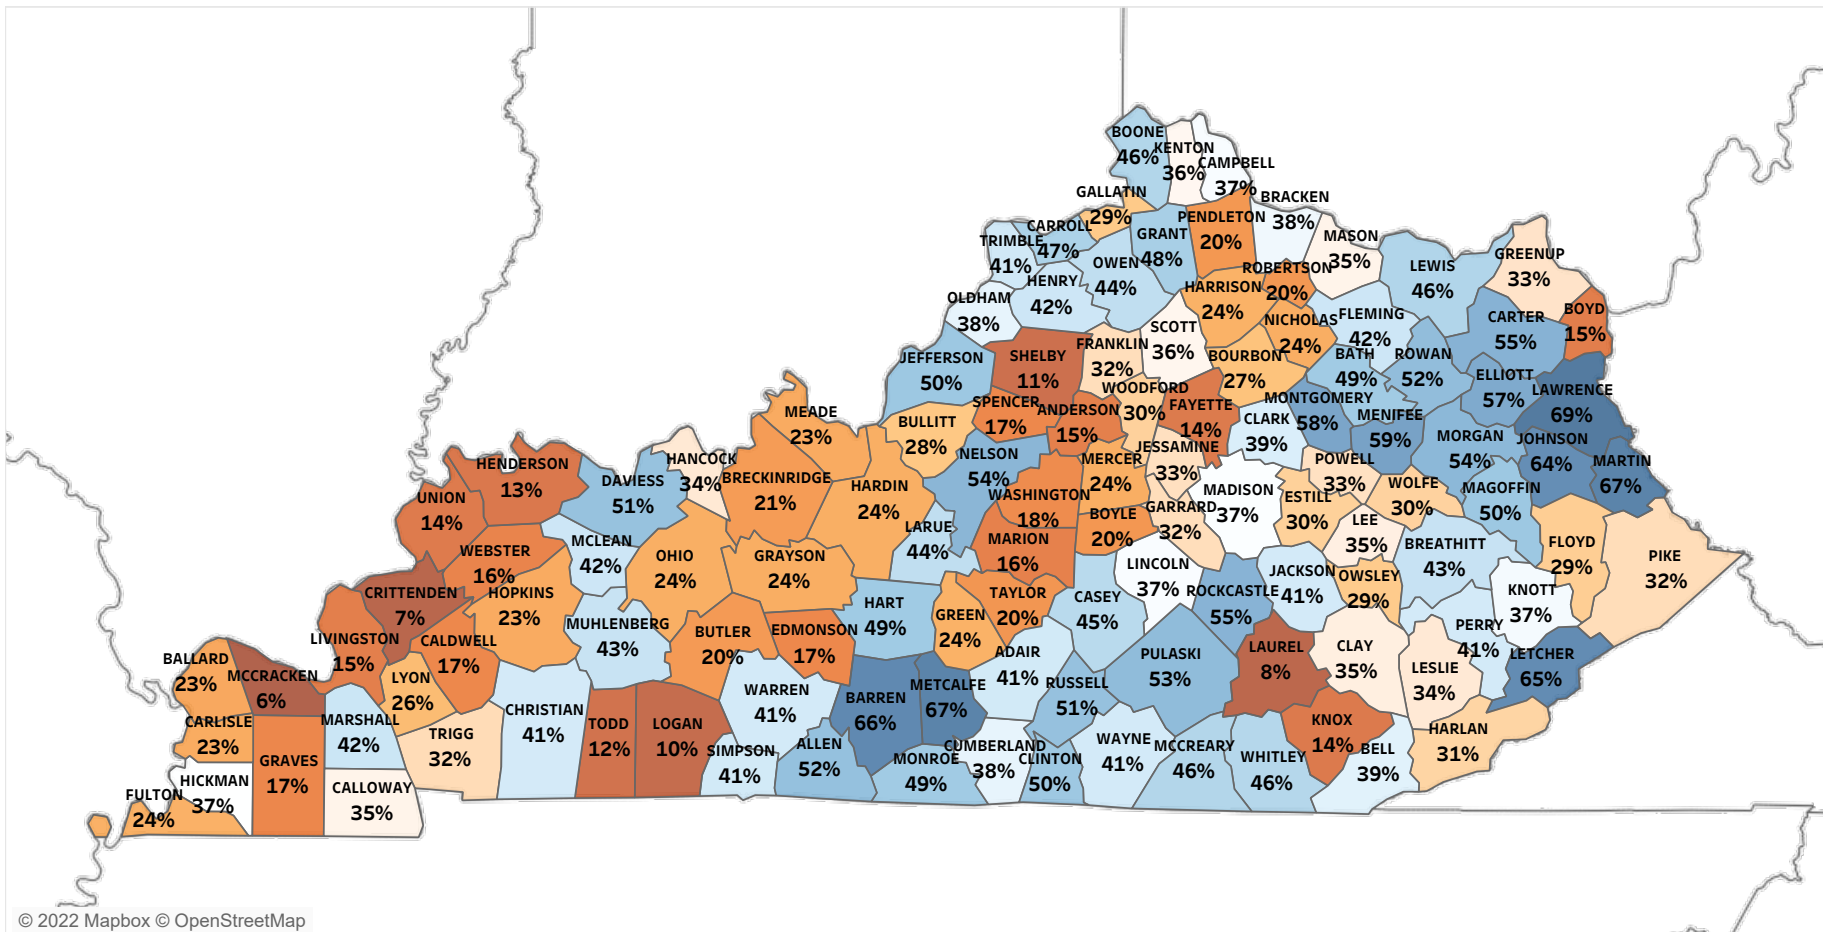 BOONE
46%
KENTON
36%
CAMPBELL
37%
GALLATIN
29%
BRACKEN
38%
CARROLL
47%
PENDLETON
20%
TRIMBLE
41%
GRANT
48%
MASON
35%
OWEN
44%
ROBERTSON
20%
LEWIS
46%
GREENUP
33%
HENRY
42%
HARRISON
24%
OLDHAM
38%
BOYD
15%
SCOTT
36%
NICHOLAS
24%
FLEMING
42%
CARTER
55%
JEFFERSON
50%
SHELBY
11%
FRANKLIN
32%
BOURBON
27%
BATH
49%
ROWAN
52%
ELLIOTT
57%
LAWRENCE
69%
WOODFORD
30%
SPENCER
17%
ANDERSON
15%
FAYETTE
14%
CLARK
39%
MONTGOMERY
58%
MENIFEE
59%
MEADE
23%
BULLITT
28%
MORGAN
54%
JOHNSON
64%
MARTIN
67%
NELSON
54%
MERCER
24%
JESSAMINE
33%
POWELL
33%
HENDERSON
13%
DAVIESS
51%
HANCOCK
34%
BRECKINRIDGE
21%
HARDIN
24%
WASHINGTON
18%
MADISON
37%
ESTILL
30%
WOLFE
30%
MAGOFFIN
50%
UNION
14%
LARUE
44%
BOYLE
20%
GARRARD
32%
LEE
35%
MCLEAN
42%
OHIO
24%
GRAYSON
24%
MARION
16%
BREATHITT
43%
FLOYD
29%
PIKE
32%
WEBSTER
16%
LINCOLN
37%
ROCKCASTLE
55%
JACKSON
41%
OWSLEY
29%
KNOTT
37%
CRITTENDEN
7%
HOPKINS
23%
HART
49%
GREEN
24%
TAYLOR
20%
CASEY
45%
MUHLENBERG
43%
BUTLER
20%
EDMONSON
17%
PERRY
41%
LETCHER
65%
LIVINGSTON
15%
CALDWELL
17%
ADAIR
41%
PULASKI
53%
LAUREL
8%
CLAY
35%
LESLIE
34%
BALLARD
23%
MCCRACKEN
6%
LYON
26%
WARREN
41%
BARREN
66%
METCALFE
67%
RUSSELL
51%
CARLISLE
23%
MARSHALL
42%
TRIGG
32%
CHRISTIAN
41%
TODD
12%
LOGAN
10%
SIMPSON
41%
ALLEN
52%
MONROE
49%
CUMBERLAND
38%
CLINTON
50%
WAYNE
41%
MCCREARY
46%
WHITLEY
46%
KNOX
14%
BELL
39%
HARLAN
31%
GRAVES
17%
HICKMAN
37%
FULTON
24%
CALLOWAY
35%
© 2022 Mapbox © OpenStreetMap